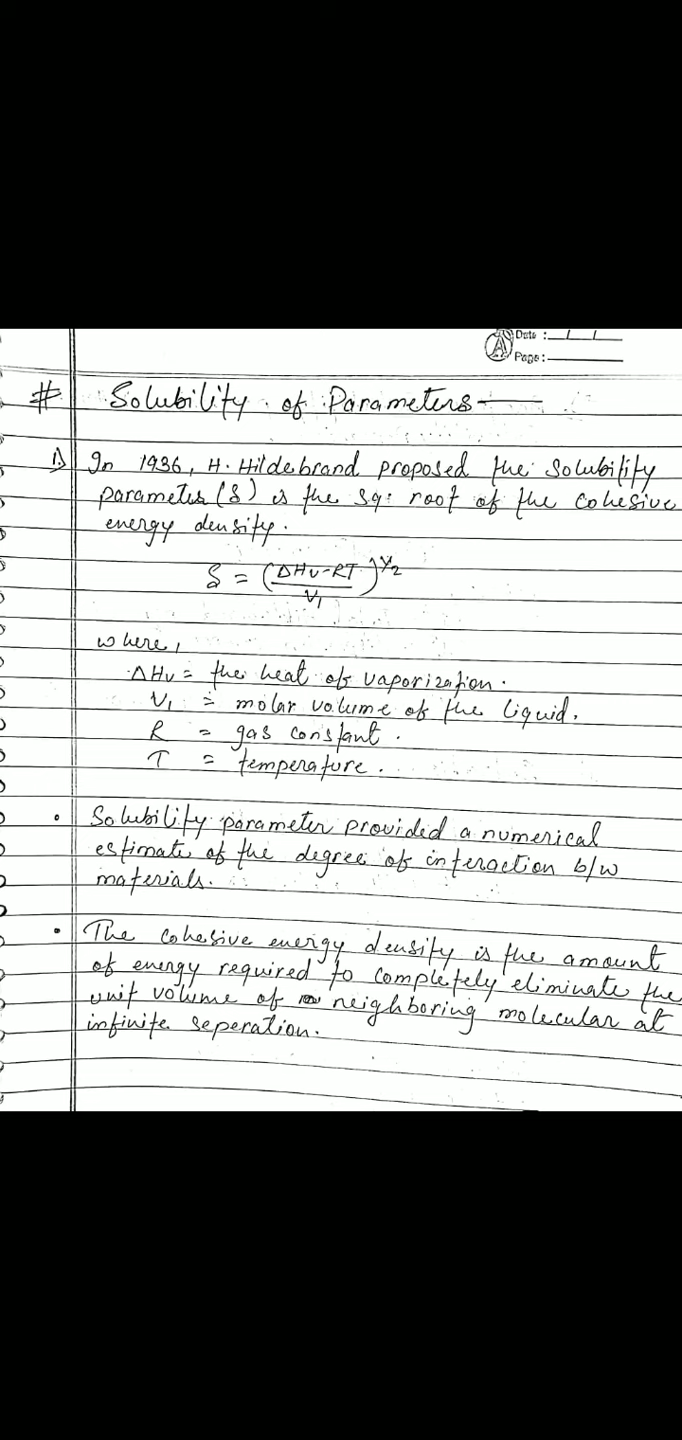 Date : / /
Page:
# Solubility of Parameters
1) In 1936, H. Hildebrand proposed the solubility
parameter (δ) is the sq. root of the cohesive
energy density.
δ = (ΔHv-RT / V₁)^1/2
where,
ΔHv = the heat of vaporization.
V₁ = molar volume of the liquid.
R = gas constant.
T = temperature.
• Solubility parameter provided a numerical
estimate of the degree of interaction b/w
materials.
• The cohesive energy density is the amount
of energy required to completely eliminate the
unit volume of neighboring molecular at
infinite seperation.